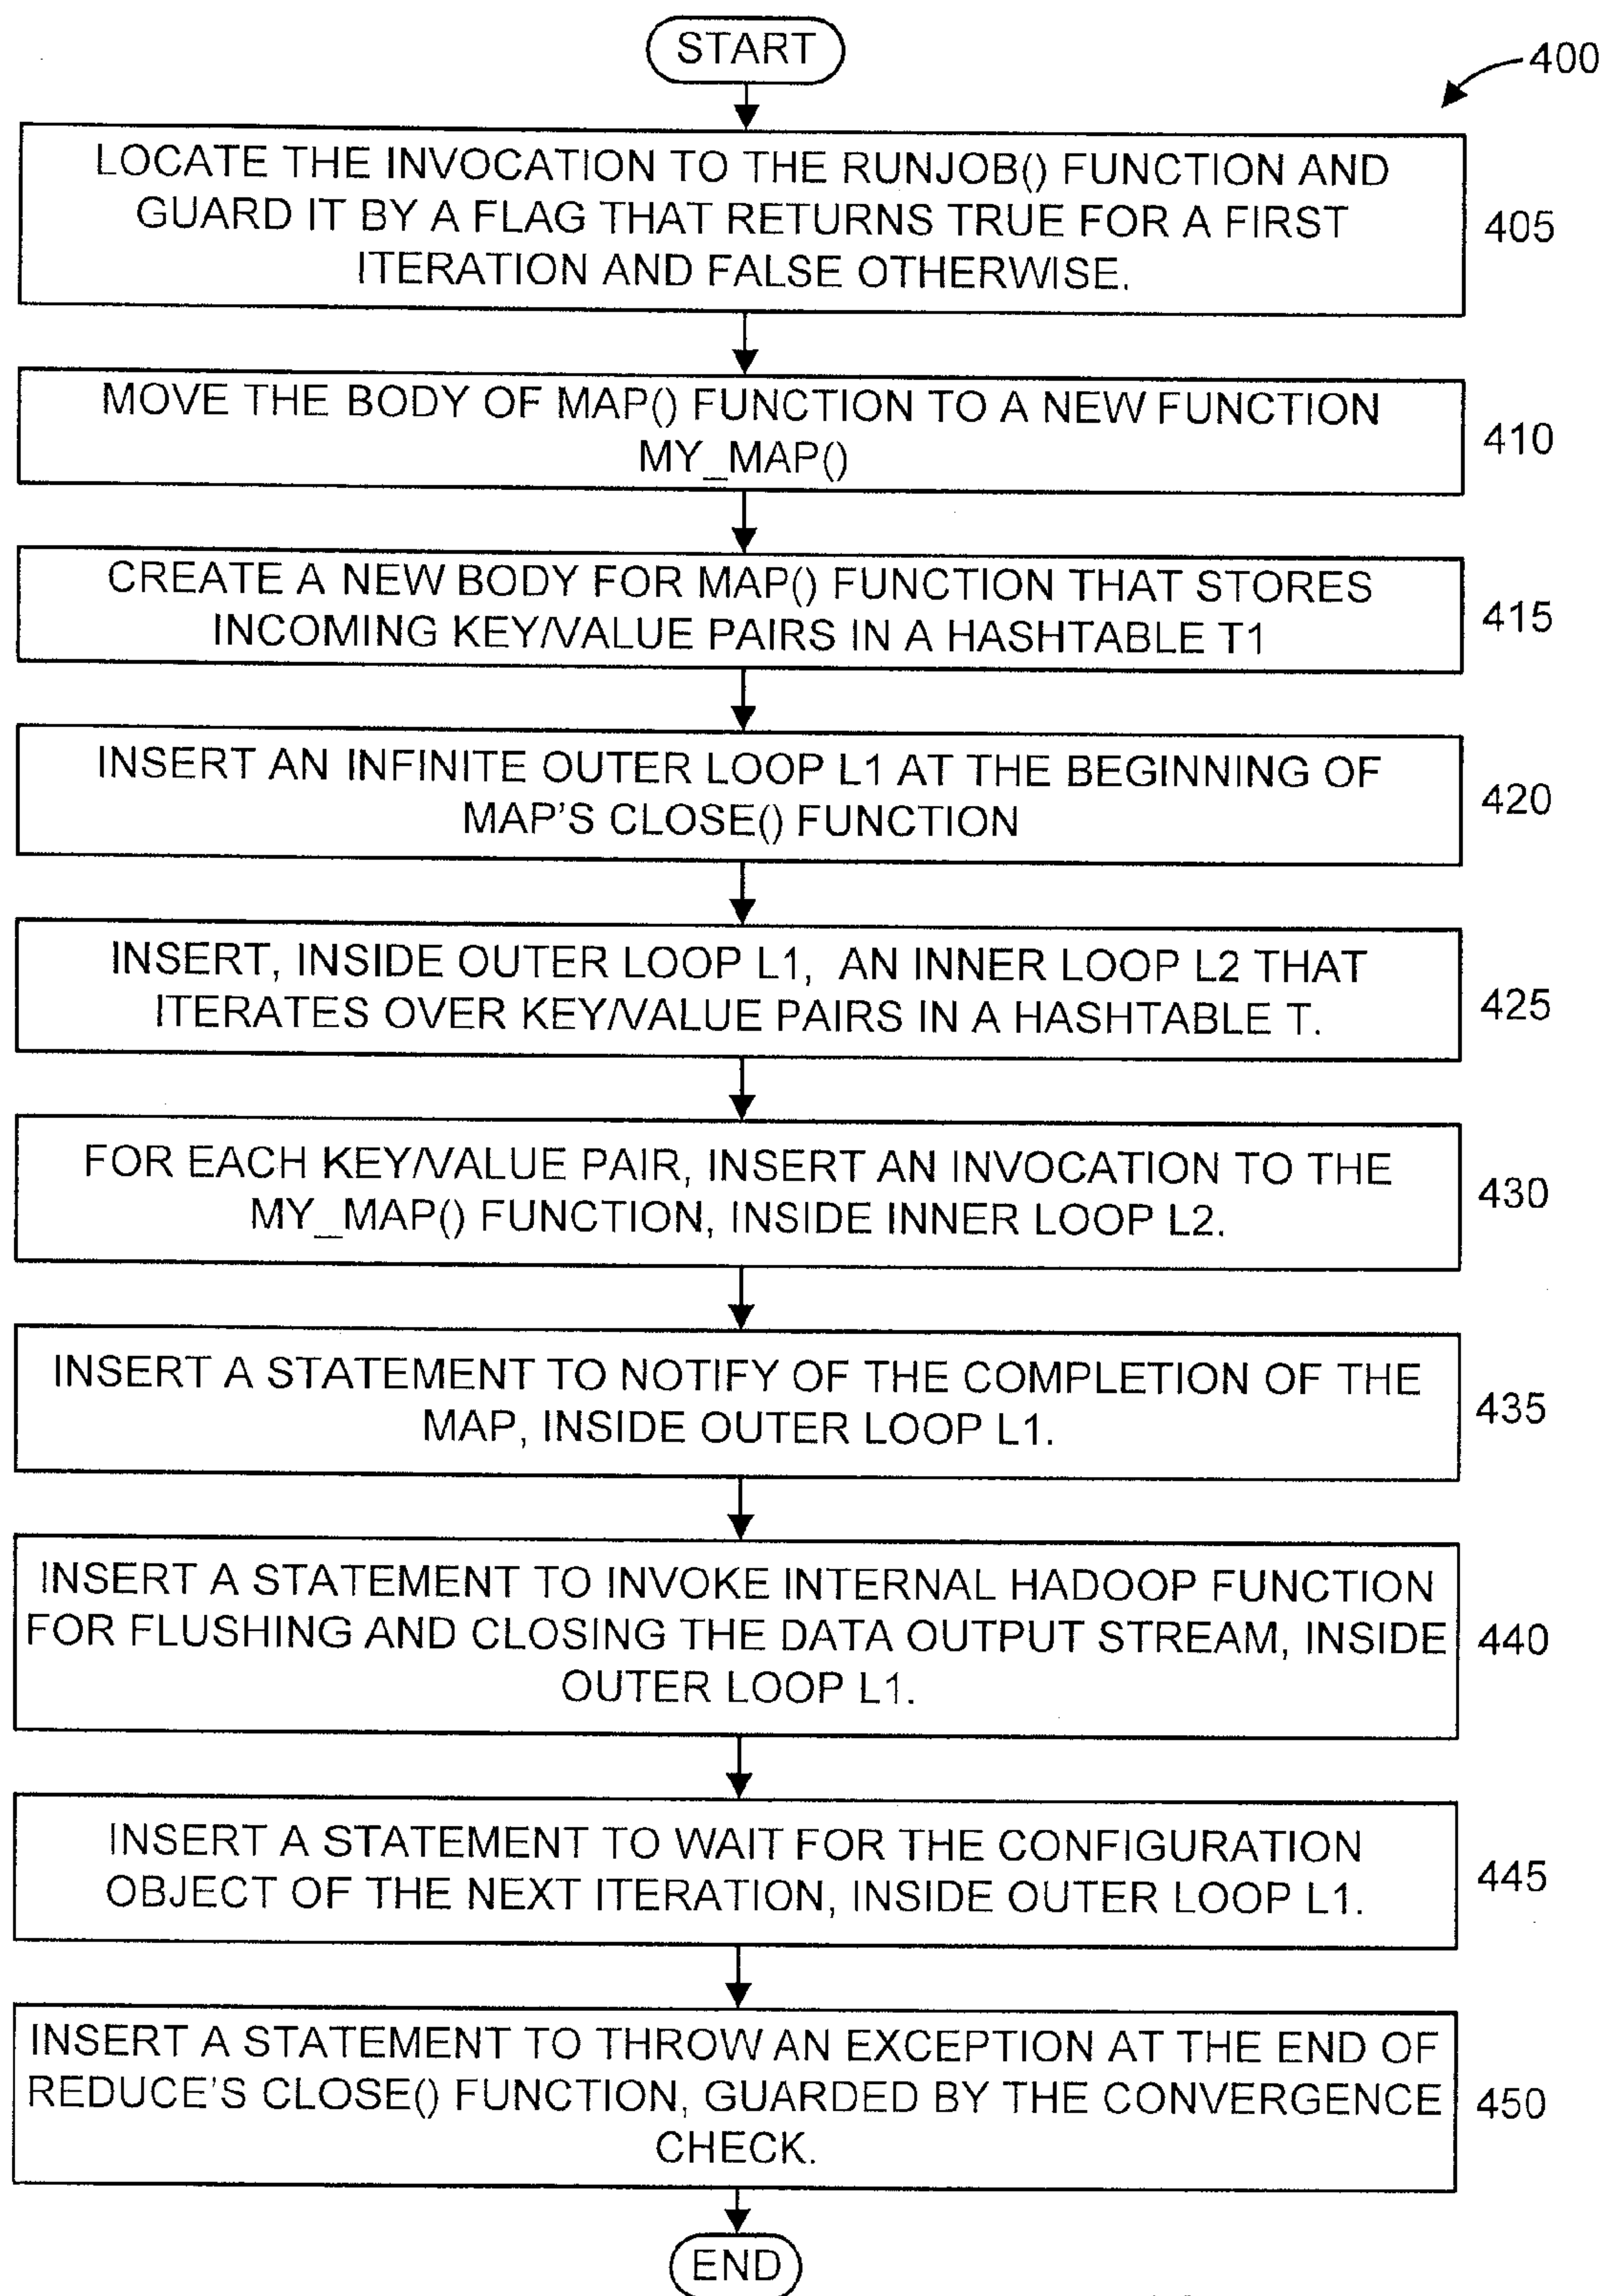 START
400
LOCATE THE INVOCATION TO THE RUNJOB() FUNCTION AND
GUARD IT BY A FLAG THAT RETURNS TRUE FOR A FIRST
ITERATION AND FALSE OTHERWISE.
405
MOVE THE BODY OF MAP() FUNCTION TO A NEW FUNCTION
MY_MAP()
410
CREATE A NEW BODY FOR MAP() FUNCTION THAT STORES
INCOMING KEY/VALUE PAIRS IN A HASHTABLE T1
415
INSERT AN INFINITE OUTER LOOP L1 AT THE BEGINNING OF
MAP'S CLOSE() FUNCTION
420
INSERT, INSIDE OUTER LOOP L1, AN INNER LOOP L2 THAT
ITERATES OVER KEY/VALUE PAIRS IN A HASHTABLE T.
425
FOR EACH KEY/VALUE PAIR, INSERT AN INVOCATION TO THE
MY_MAP() FUNCTION, INSIDE INNER LOOP L2.
430
INSERT A STATEMENT TO NOTIFY OF THE COMPLETION OF THE
MAP, INSIDE OUTER LOOP L1.
435
INSERT A STATEMENT TO INVOKE INTERNAL HADOOP FUNCTION
FOR FLUSHING AND CLOSING THE DATA OUTPUT STREAM, INSIDE
OUTER LOOP L1.
440
INSERT A STATEMENT TO WAIT FOR THE CONFIGURATION
OBJECT OF THE NEXT ITERATION, INSIDE OUTER LOOP L1.
445
INSERT A STATEMENT TO THROW AN EXCEPTION AT THE END OF
REDUCE'S CLOSE() FUNCTION, GUARDED BY THE CONVERGENCE
CHECK.
450
END